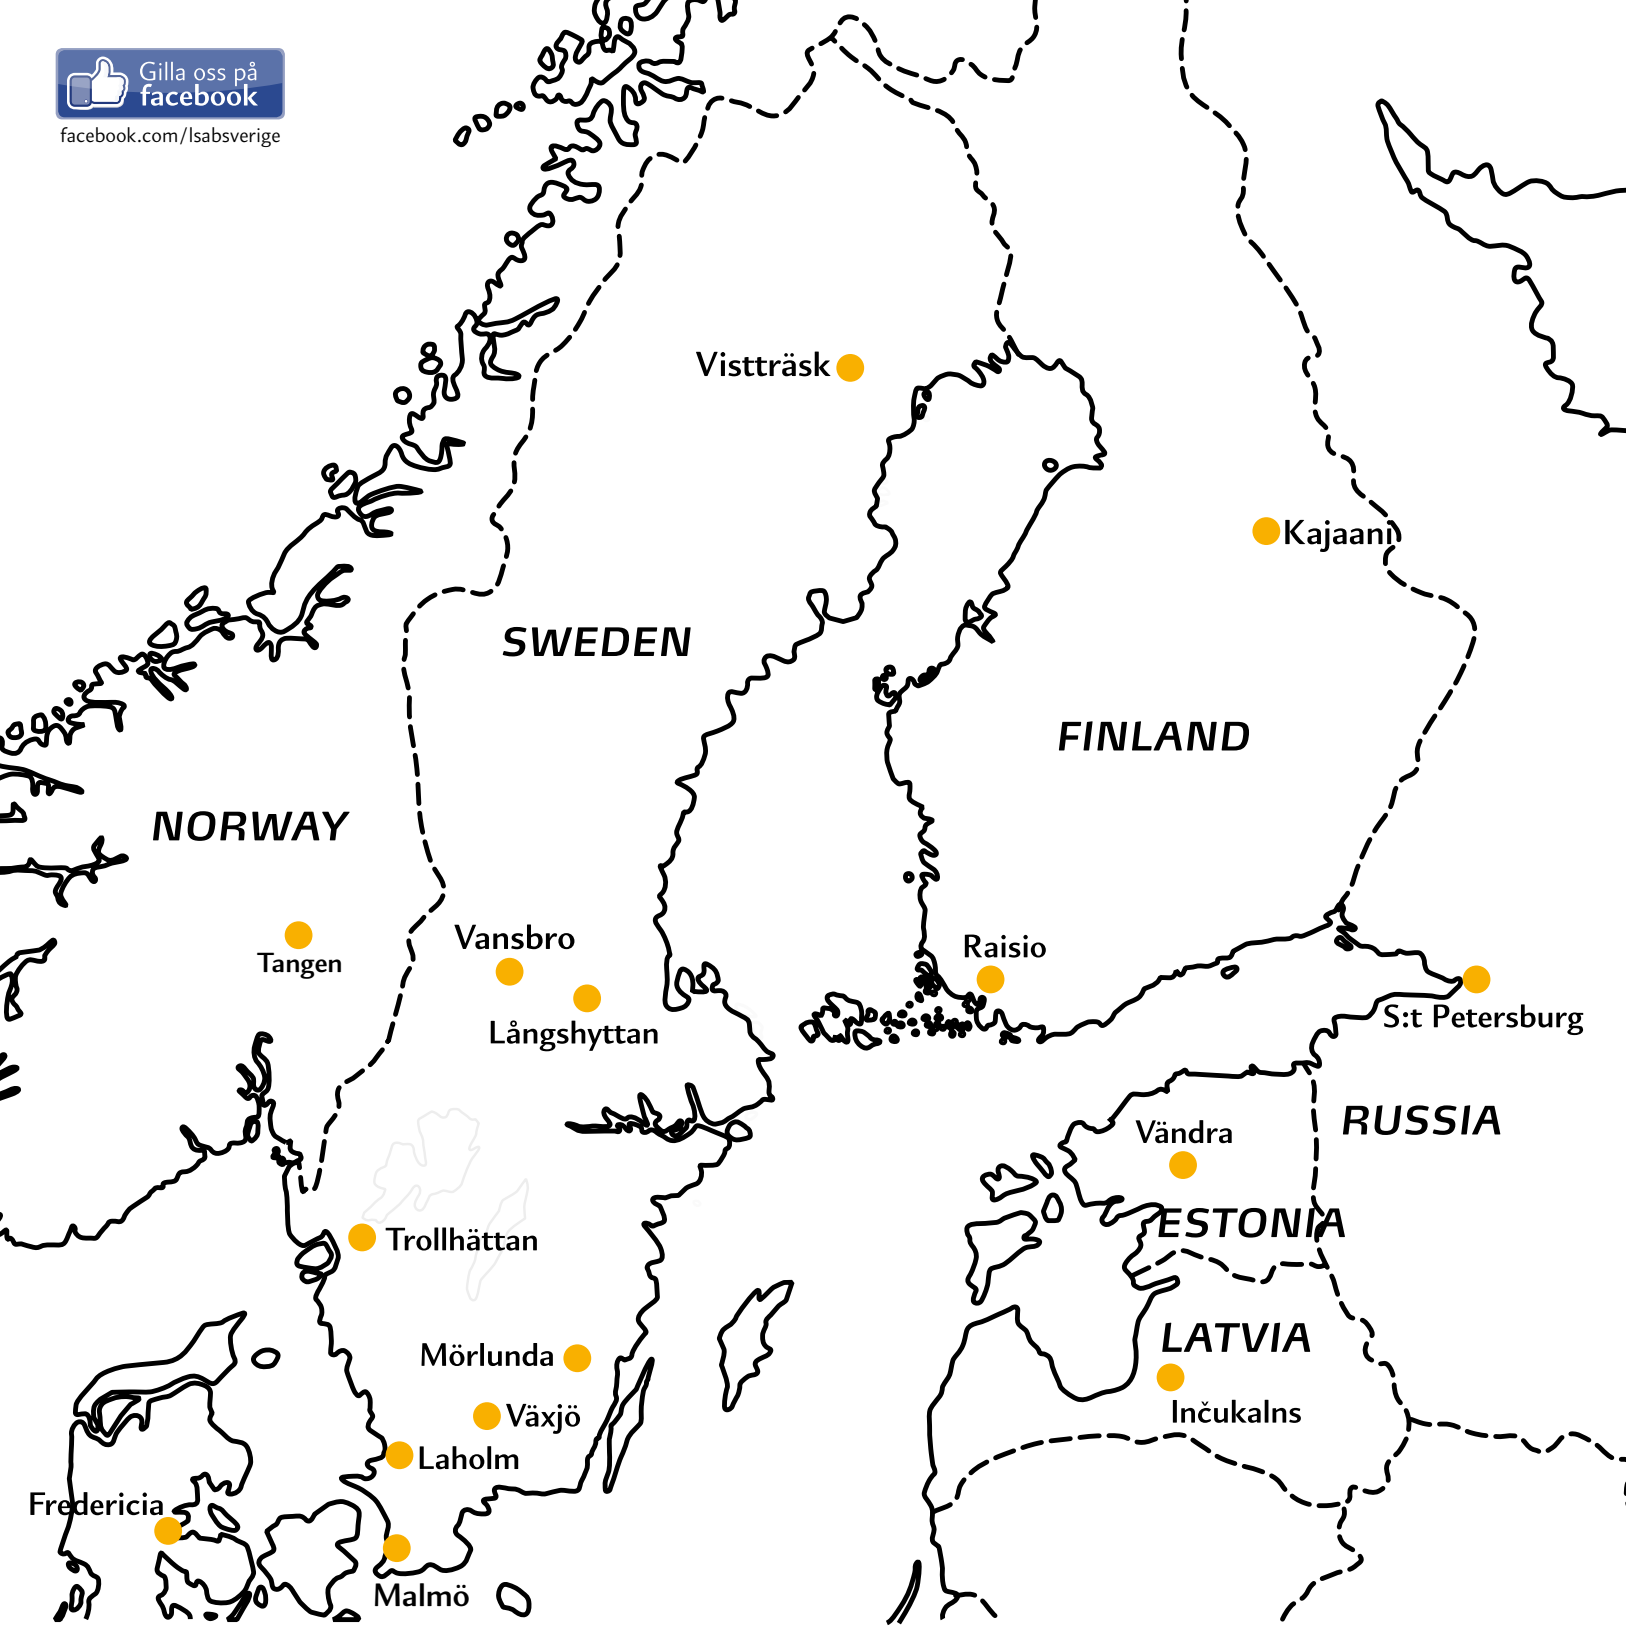 Gilla oss på
facebook
facebook.com/lsabsverige
Vistträsk
Kajaani
SWEDEN
FINLAND
NORWAY
Tangen
Vansbro
Raisio
Långshyttan
S:t Petersburg
RUSSIA
Vändra
ESTONIA
Trollhättan
LATVIA
Mörlunda
Inčukalns
Växjö
Laholm
Fredericia
Malmö